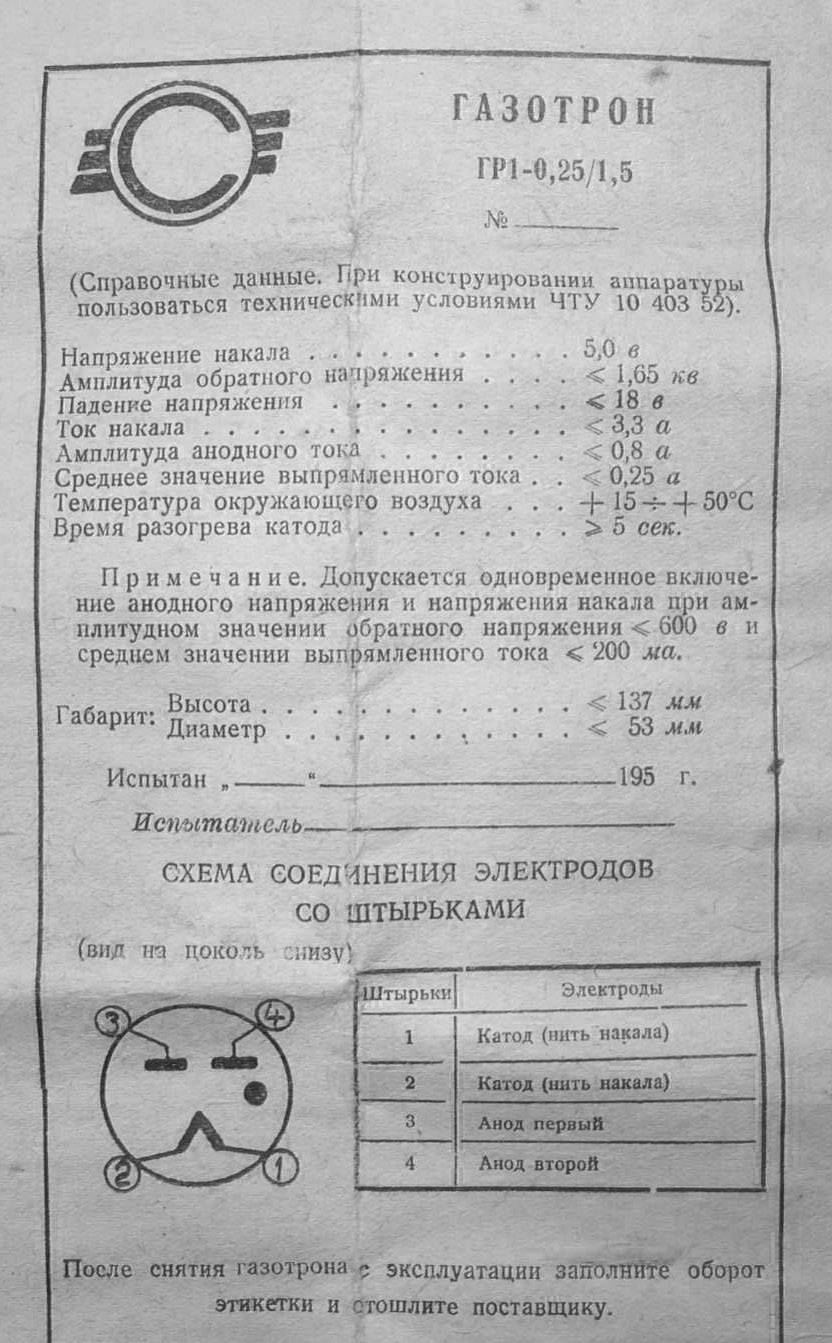 ГАЗОТРОН
ГР1-0,25/1,5
№
(Справочные данные. При конструировании аппаратуры
пользоваться техническими условиями ЧТУ 10 403 52).
Напряжение накала . . . . . . . . . . . . 5,0 в
Амплитуда обратного напряжения . . . . ⩽ 1,65 кв
Падение напряжения . . . . . . . . . . ⩽ 18 в
Ток накала . . . . . . . . . . . . . . . . ⩽ 3,3 а
Амплитуда анодного тока . . . . . . . . ⩽ 0,8 а
Среднее значение выпрямленного тока . . ⩽ 0,25 а
Температура окружающего воздуха . . . + 15 ÷ + 50°С
Время разогрева катода . . . . . . . . . ⩾ 5 сек.
Примечание. Допускается одновременное включе-
ние анодного напряжения и напряжения накала при ам-
плитудном значении обратного напряжения ⩽ 600 в и
среднем значении выпрямленного тока ⩽ 200 ма.
Габарит: Высота . . . . . . . . . . . . . ⩽ 137 мм
Диаметр . . . . . . . . . . . . ⩽ 53 мм
Испытан „ “ 195 г.
Испытатель
СХЕМА СОЕДИНЕНИЯ ЭЛЕКТРОДОВ
СО ШТЫРЬКАМИ
(вид на цоколь снизу)
3 4
2 1
Штырьки Электроды
1 Катод (нить накала)
2 Катод (нить накала)
3 Анод первый
4 Анод второй
После снятия газотрона с эксплуатации заполните оборот
этикетки и отошлите поставщику.